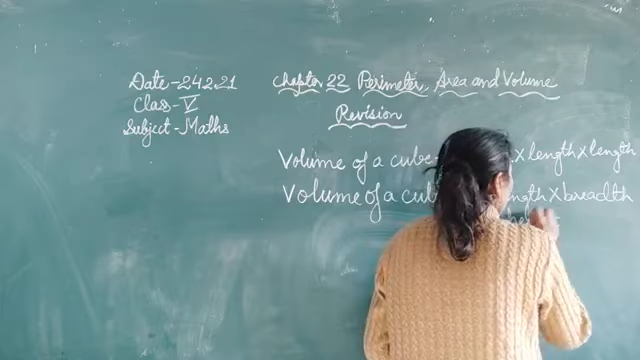 Date - 24.2.21
Class - V
Subject - Maths
Chapter 22 Perimeter, Area and Volume
Revision
Volume of a cube = X length X length
Volume of a cub ngth X breadth